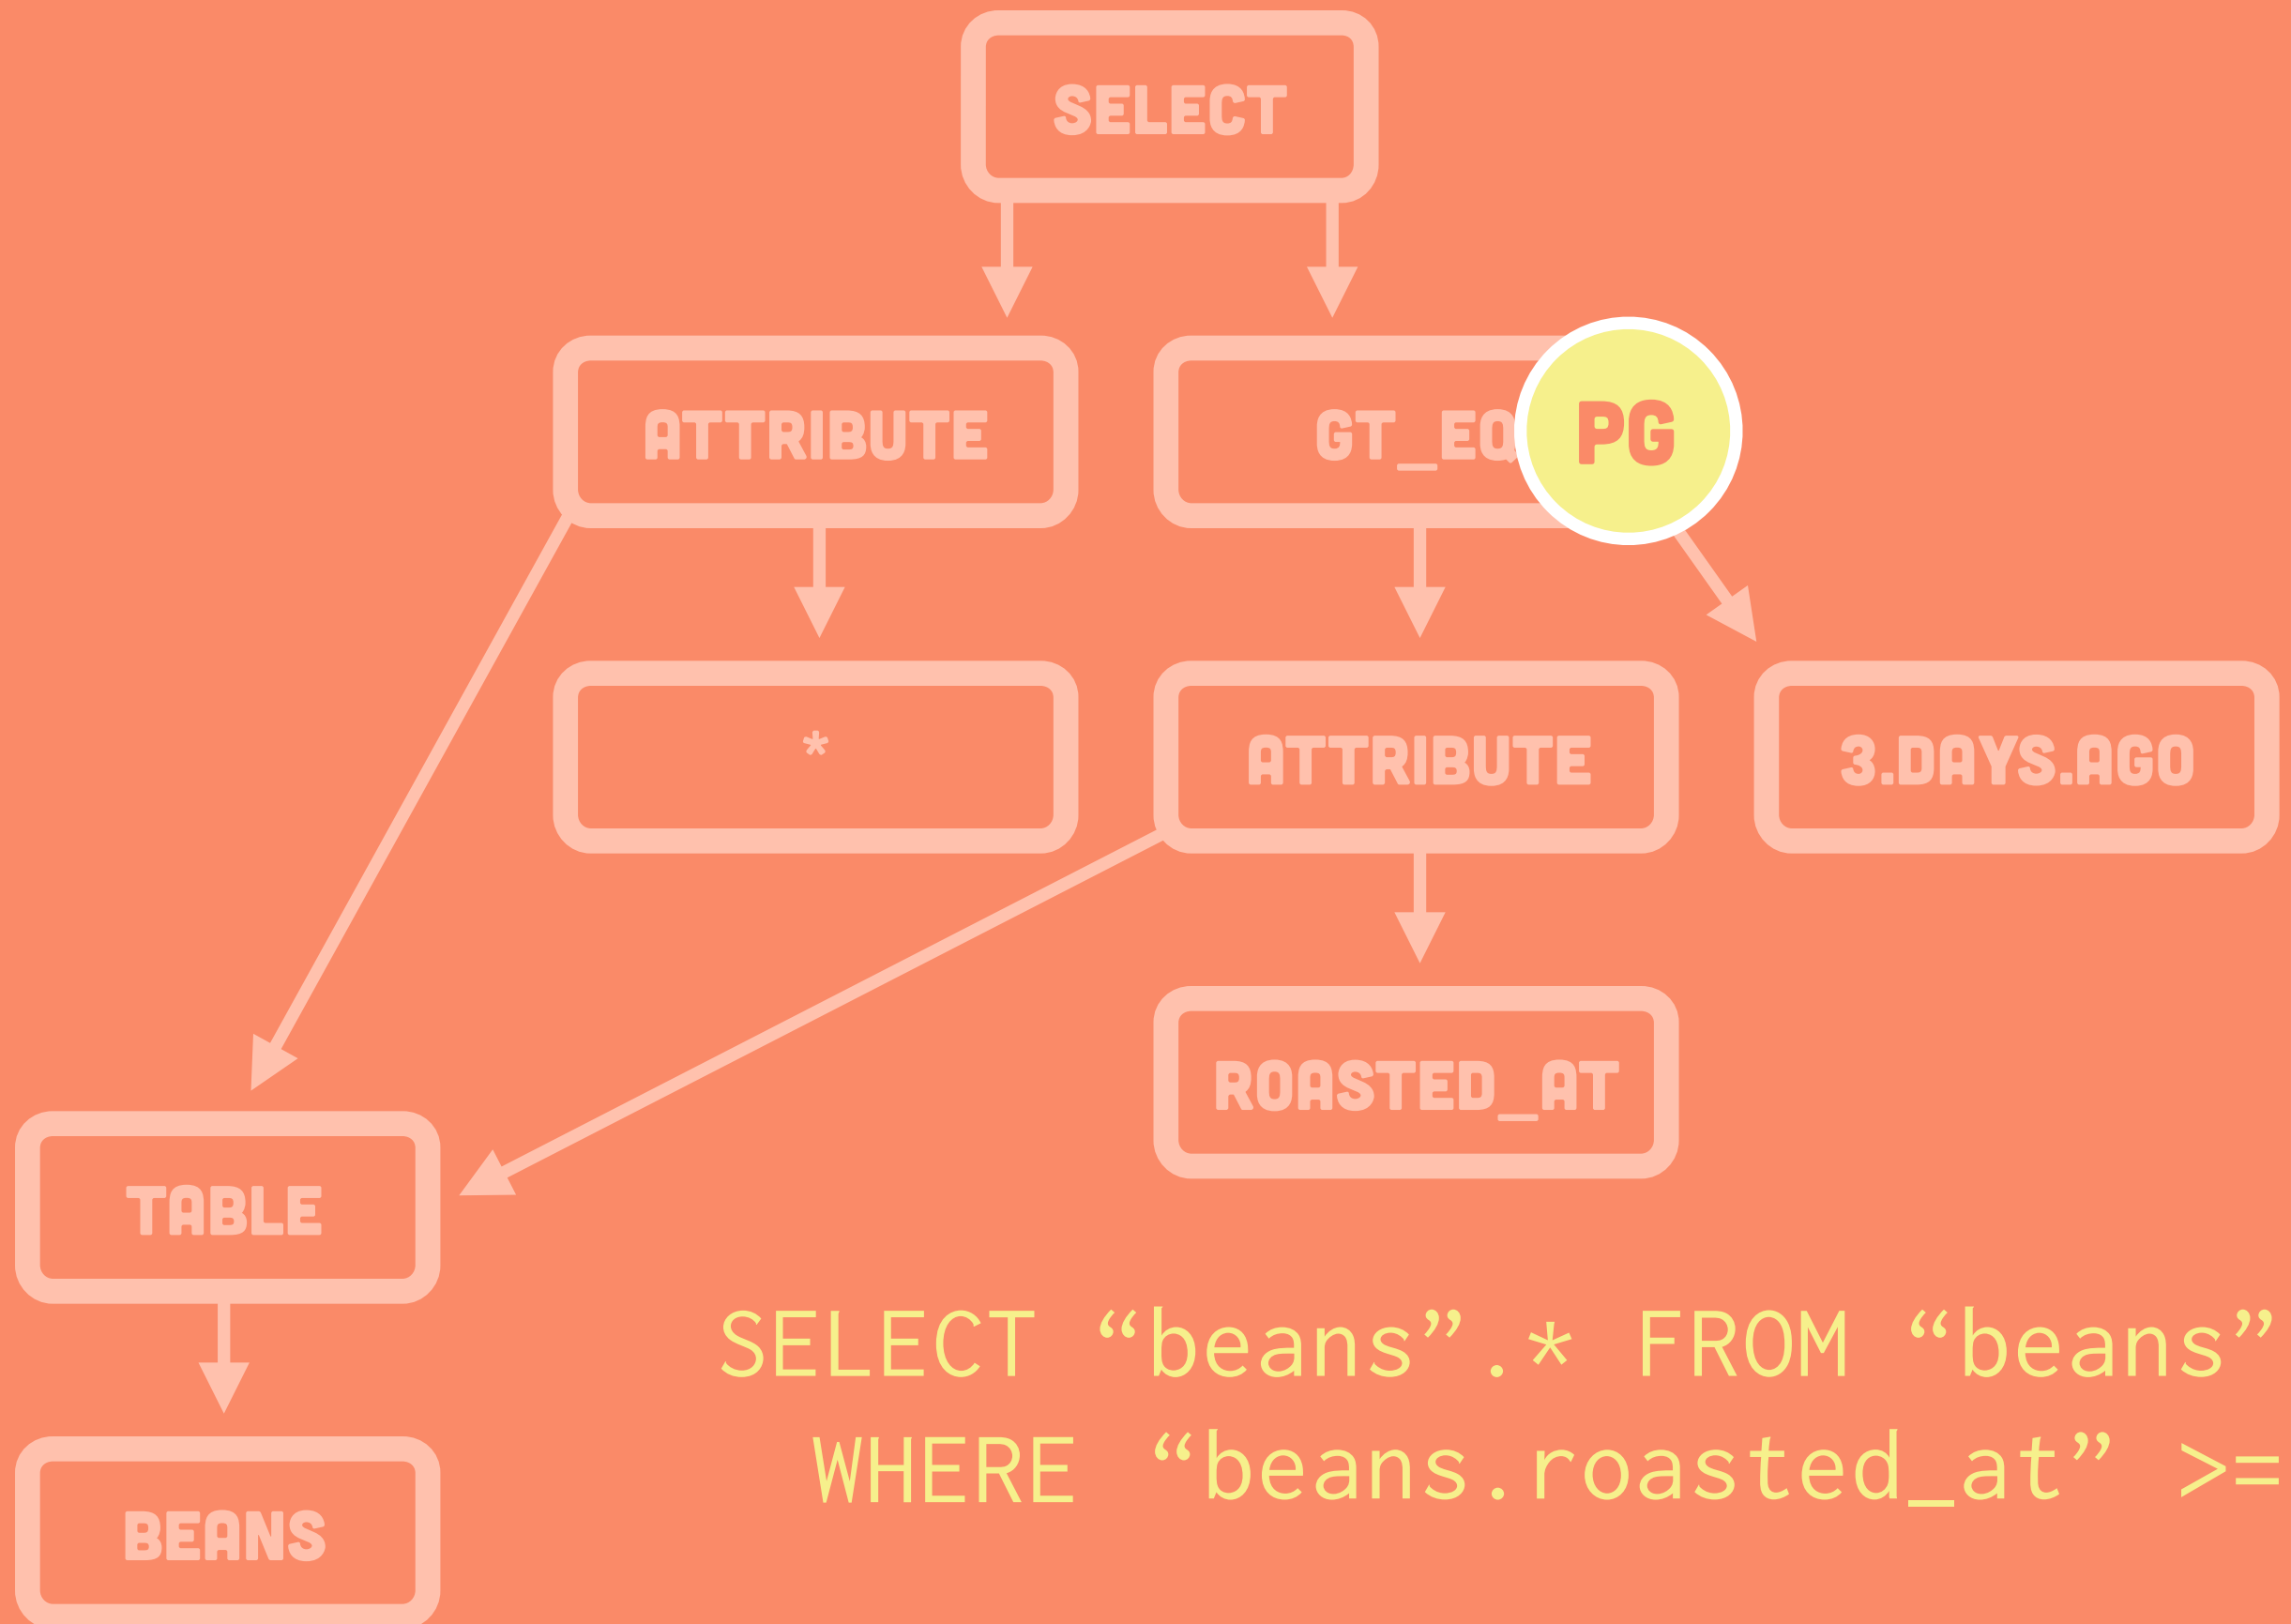 SELECT
ATTRIBUTE
GT_EQ
PG
*
ATTRIBUTE
3.DAYS.AGO
ROASTED_AT
TABLE
BEANS
SELECT “beans”.* FROM “beans”
WHERE “beans.roasted_at” >=